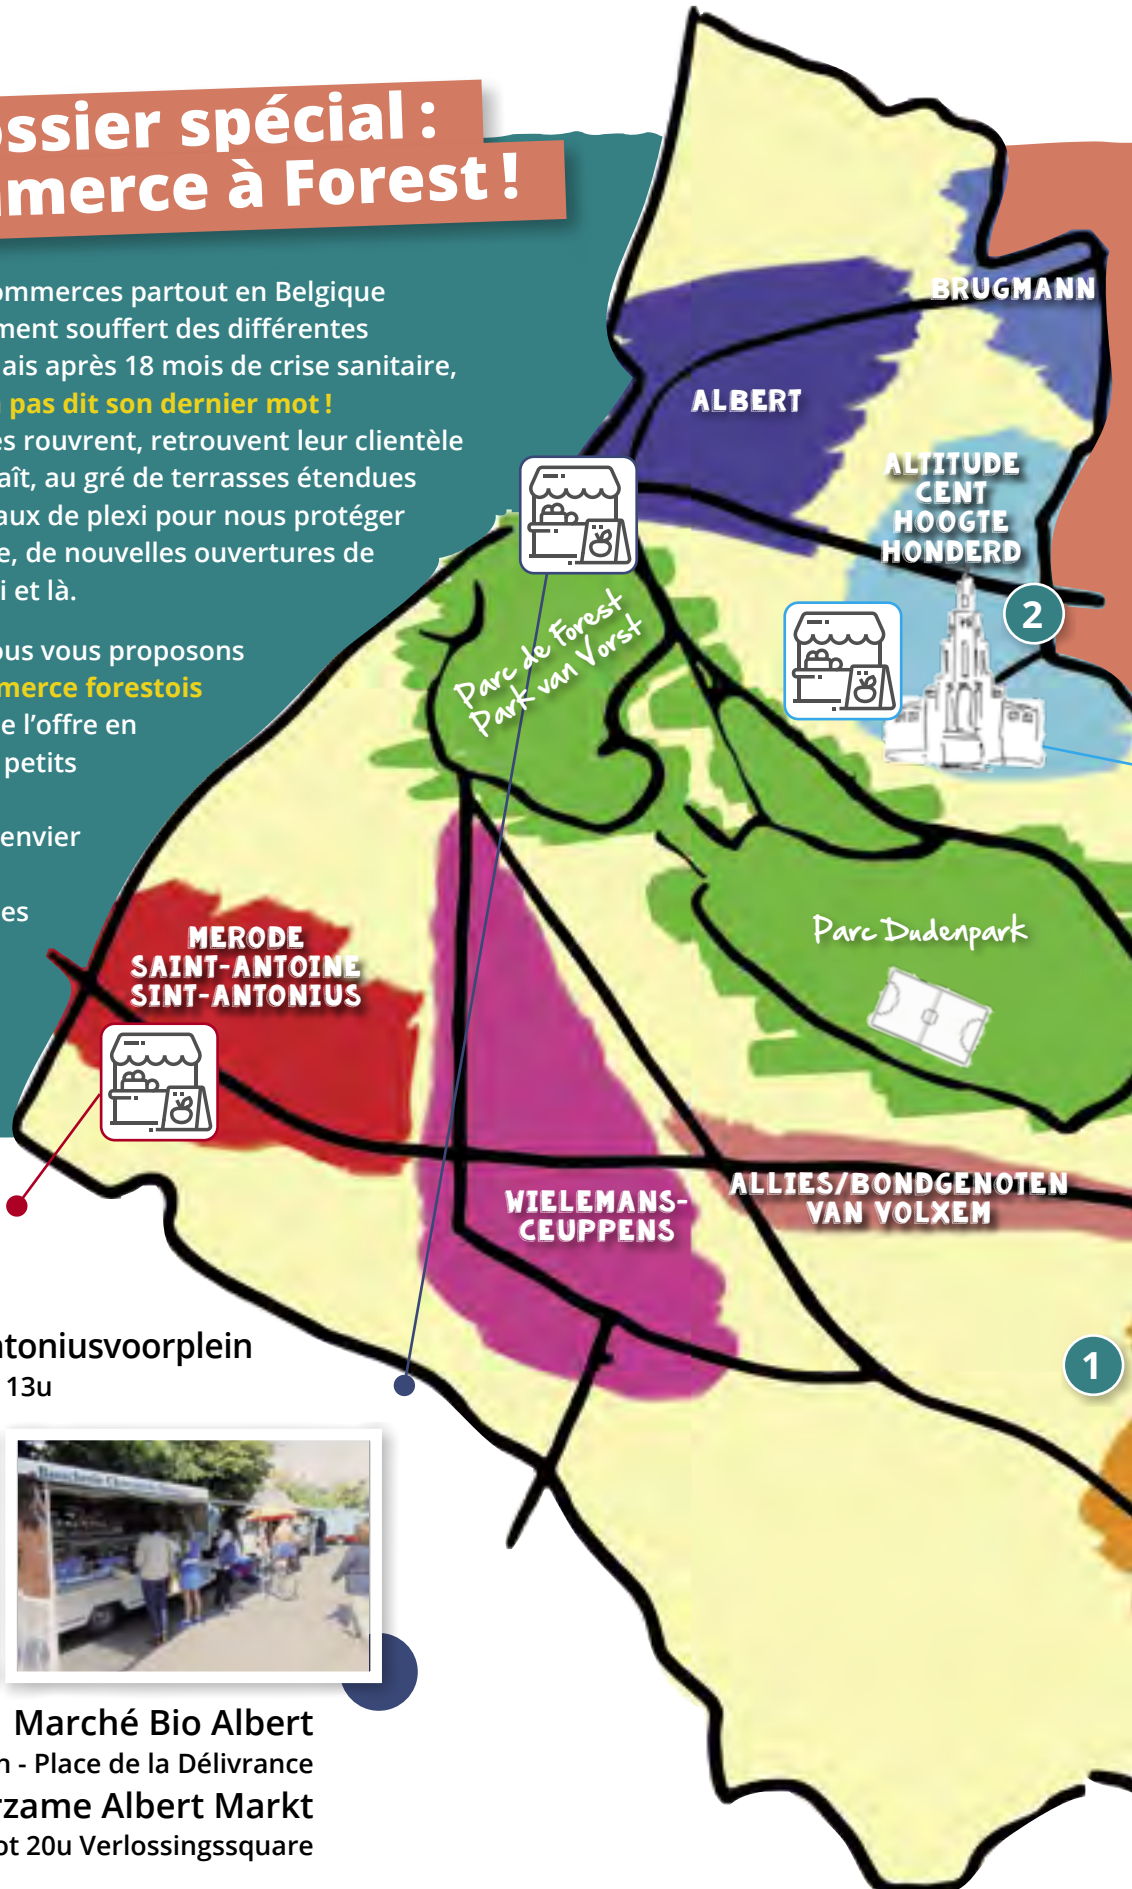 ossier spécial :
merce à Forest !
ommerces partout en Belgique
ment souffert des différentes
ais après 18 mois de crise sanitaire,
pas dit son dernier mot !
es rouvrent, retrouvent leur clientèle
aît, au gré de terrasses étendues
aux de plexi pour nous protéger
e, de nouvelles ouvertures de
i et là.
ous vous proposons
merce forestois
e l’offre en
petits
envier
es
BRUGMANN
ALBERT
ALTITUDE
CENT
HOOGTE
HONDERD
2
Parc de Forest
Park van Vorst
Parc Dudenpark
MERODE
SAINT-ANTOINE
SINT-ANTONIUS
WIELEMANS-
CEUPPENS
ALLIES/BONDGENOTEN
VAN VOLXEM
1
ntoniusvoorplein
13u
Marché Bio Albert
n - Place de la Délivrance
rzame Albert Markt
ot 20u Verlossingssquare